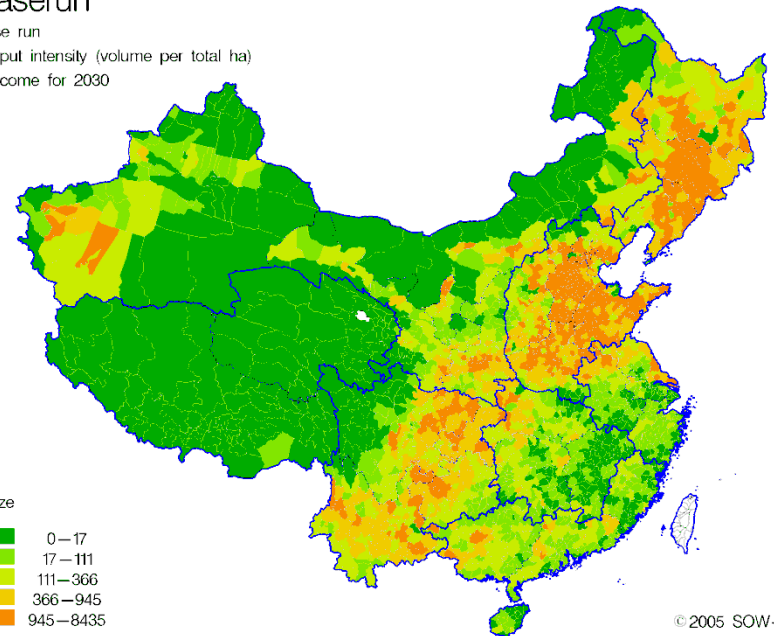 aserun
se run
put intensity (volume per total ha)
come for 2030
ze
0–17
17–111
111–366
366–945
945–8435
© 2005 SOW-